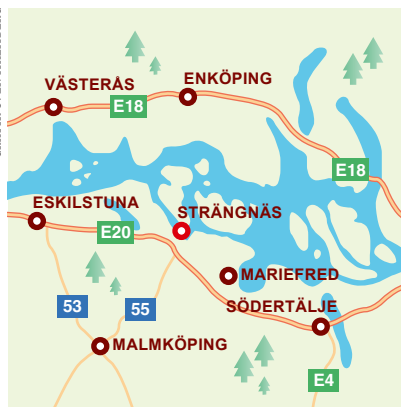 ENKÖPING
VÄSTERÅS
E18
E18
ESKILSTUNA
STRÄNGNÄS
E20
MARIEFRED
53
55
SÖDERTÄLJE
MALMKÖPING
E4